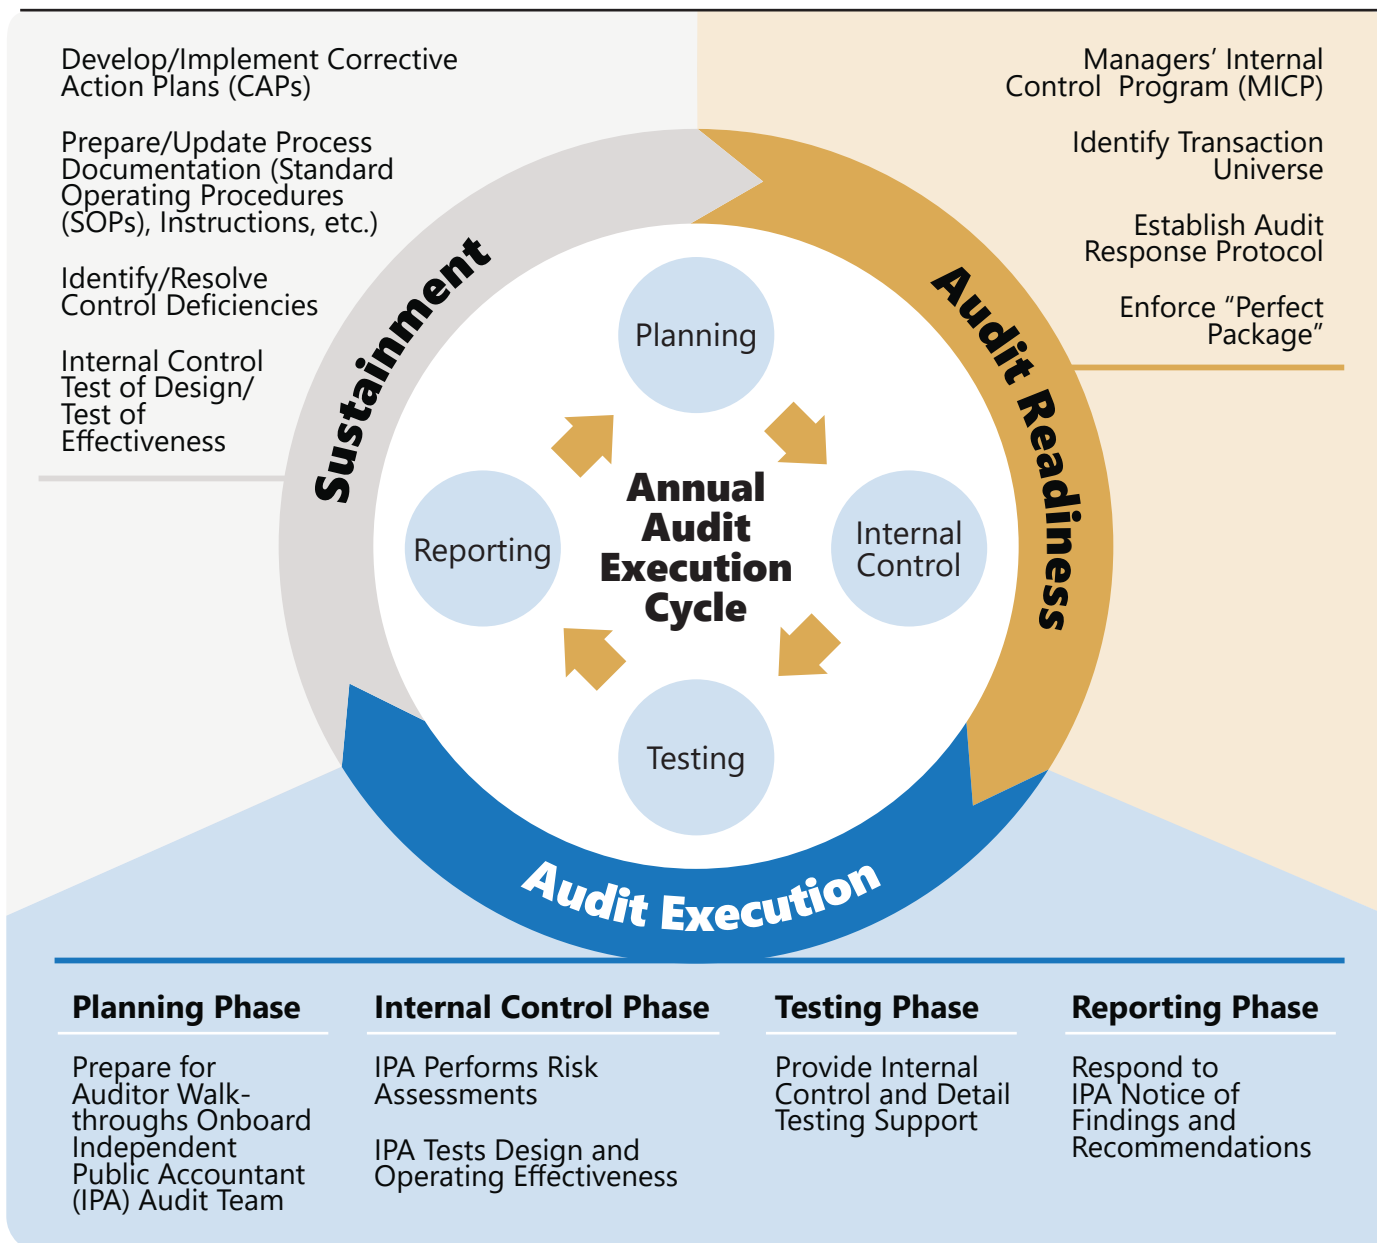 Develop/Implement Corrective
Action Plans (CAPs)
Prepare/Update Process
Documentation (Standard
Operating Procedures
(SOPs), Instructions, etc.)
Identify/Resolve
Control Deficiencies
Internal Control
Test of Design/
Test of
Effectiveness
Managers’ Internal
Control Program (MICP)
Identify Transaction
Universe
Establish Audit
Response Protocol
Enforce “Perfect
Package”
Sustainment
Audit Readiness
Audit Execution
Planning
Internal
Control
Testing
Reporting
Annual
Audit
Execution
Cycle
Planning Phase
Prepare for
Auditor Walk-
throughs Onboard
Independent
Public Accountant
(IPA) Audit Team
Internal Control Phase
IPA Performs Risk
Assessments
IPA Tests Design and
Operating Effectiveness
Testing Phase
Provide Internal
Control and Detail
Testing Support
Reporting Phase
Respond to
IPA Notice of
Findings and
Recommendations